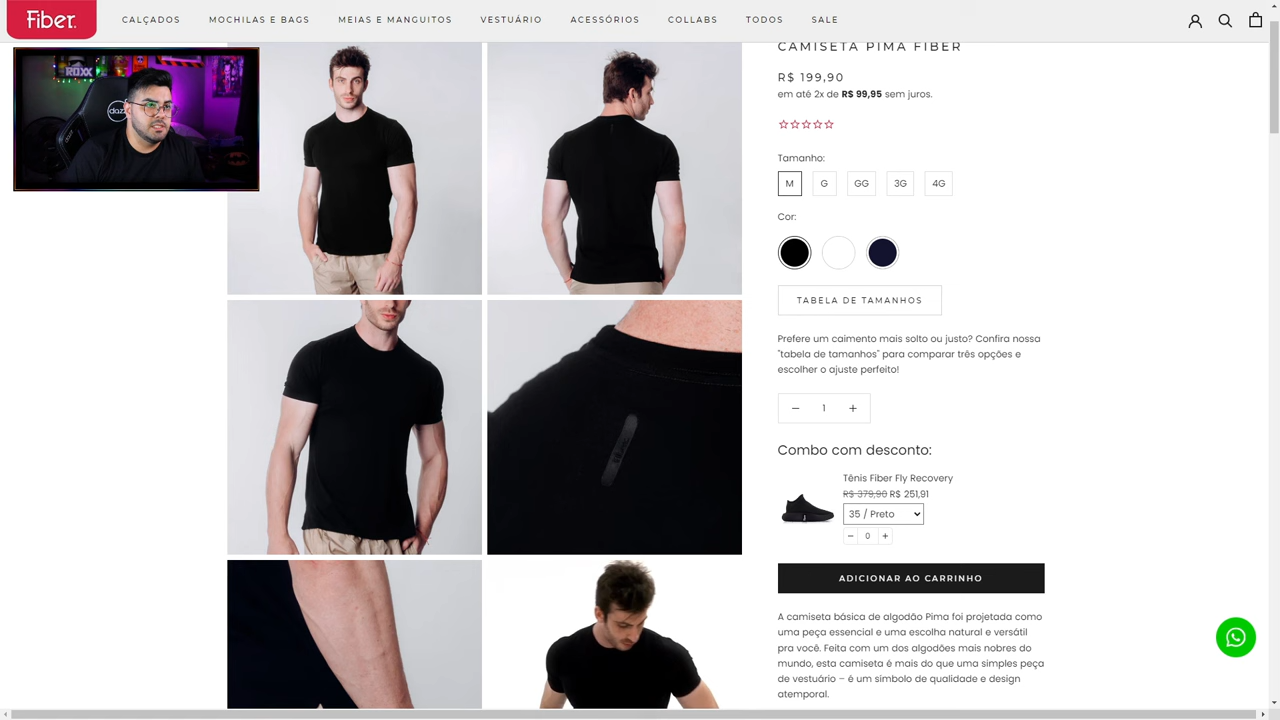 Fiber.
CALÇADOS
MOCHILAS E BAGS
MEIAS E MANGUITOS
VESTUÁRIO
ACESSÓRIOS
COLLABS
TODOS
SALE
ROXX
dazz
CAMISETA PIMA FIBER
R$ 199,90
em até 2x de R$ 99,95 sem juros.
Tamanho:
M
G
GG
3G
4G
Cor:
TABELA DE TAMANHOS
Prefere um caimento mais solto ou justo? Confira nossa
"tabela de tamanhos" para comparar três opções e
escolher o ajuste perfeito!
− 1 +
Combo com desconto:
Tênis Fiber Fly Recovery
R$ 379,90 R$ 251,91
35 / Preto
− 0 +
ADICIONAR AO CARRINHO
A camiseta básica de algodão Pima foi projetada como
uma peça essencial e uma escolha natural e versátil
pra você. Feita com um dos algodões mais nobres do
mundo, esta camiseta é mais do que uma simples peça
de vestuário – é um símbolo de qualidade e design
atemporal.